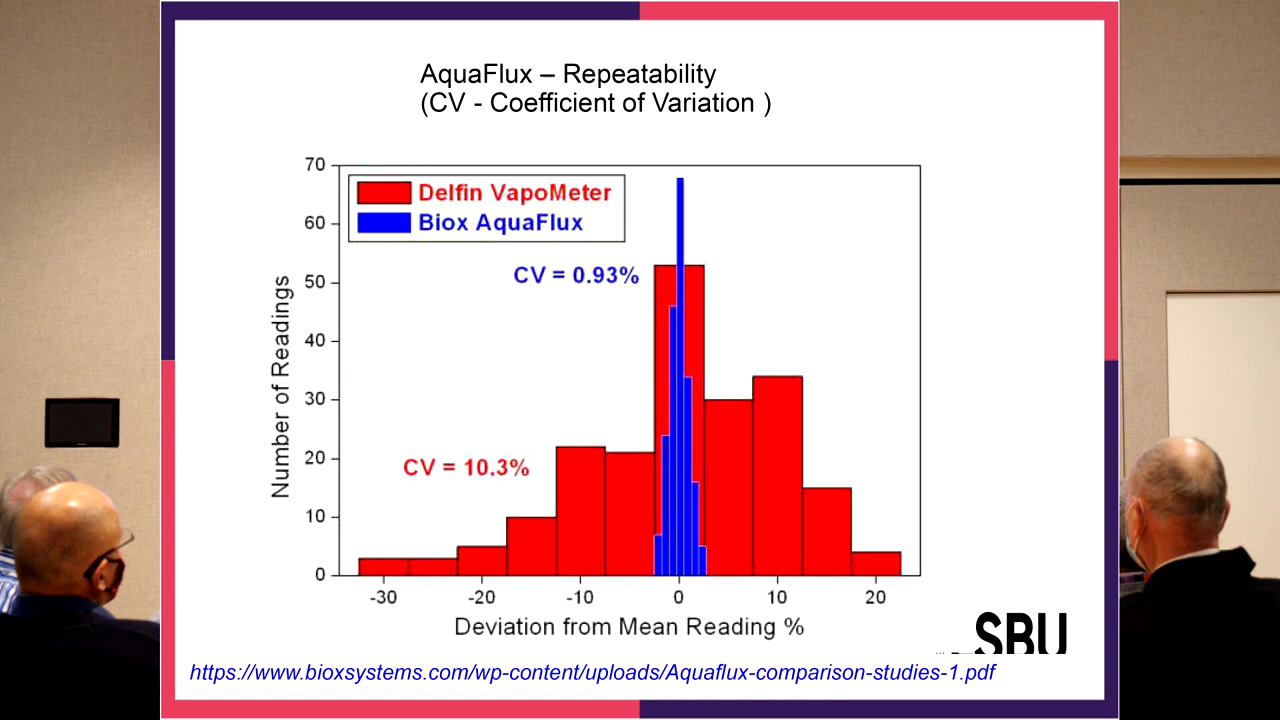 AquaFlux – Repeatability
(CV - Coefficient of Variation )
70
60
50
40
30
20
10
0
Number of Readings
Delfin VapoMeter
Biox AquaFlux
CV = 0.93%
CV = 10.3%
-30 -20 -10 0 10 20
Deviation from Mean Reading %
SBU
https://www.bioxsystems.com/wp-content/uploads/Aquaflux-comparison-studies-1.pdf